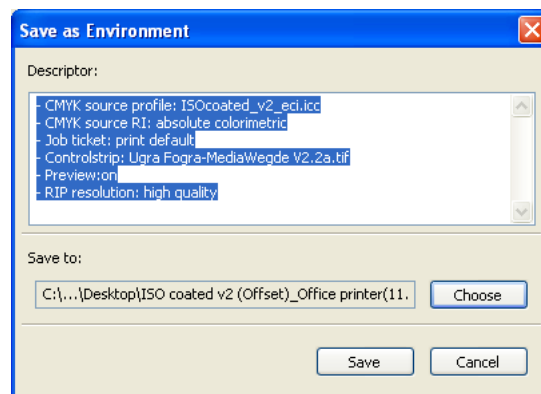 Save as Environment
Descriptor:
- CMYK source profile: ISOcoated_v2_eci.icc
- CMYK source RI: absolute colorimetric
- Job ticket: print default
- Controlstrip: Ugra Fogra-MediaWegde V2.2a.tif
- Preview:on
- RIP resolution: high quality
Save to:
C:\...\Desktop\ISO coated v2 (Offset)_Office printer(11.
Choose
Save
Cancel